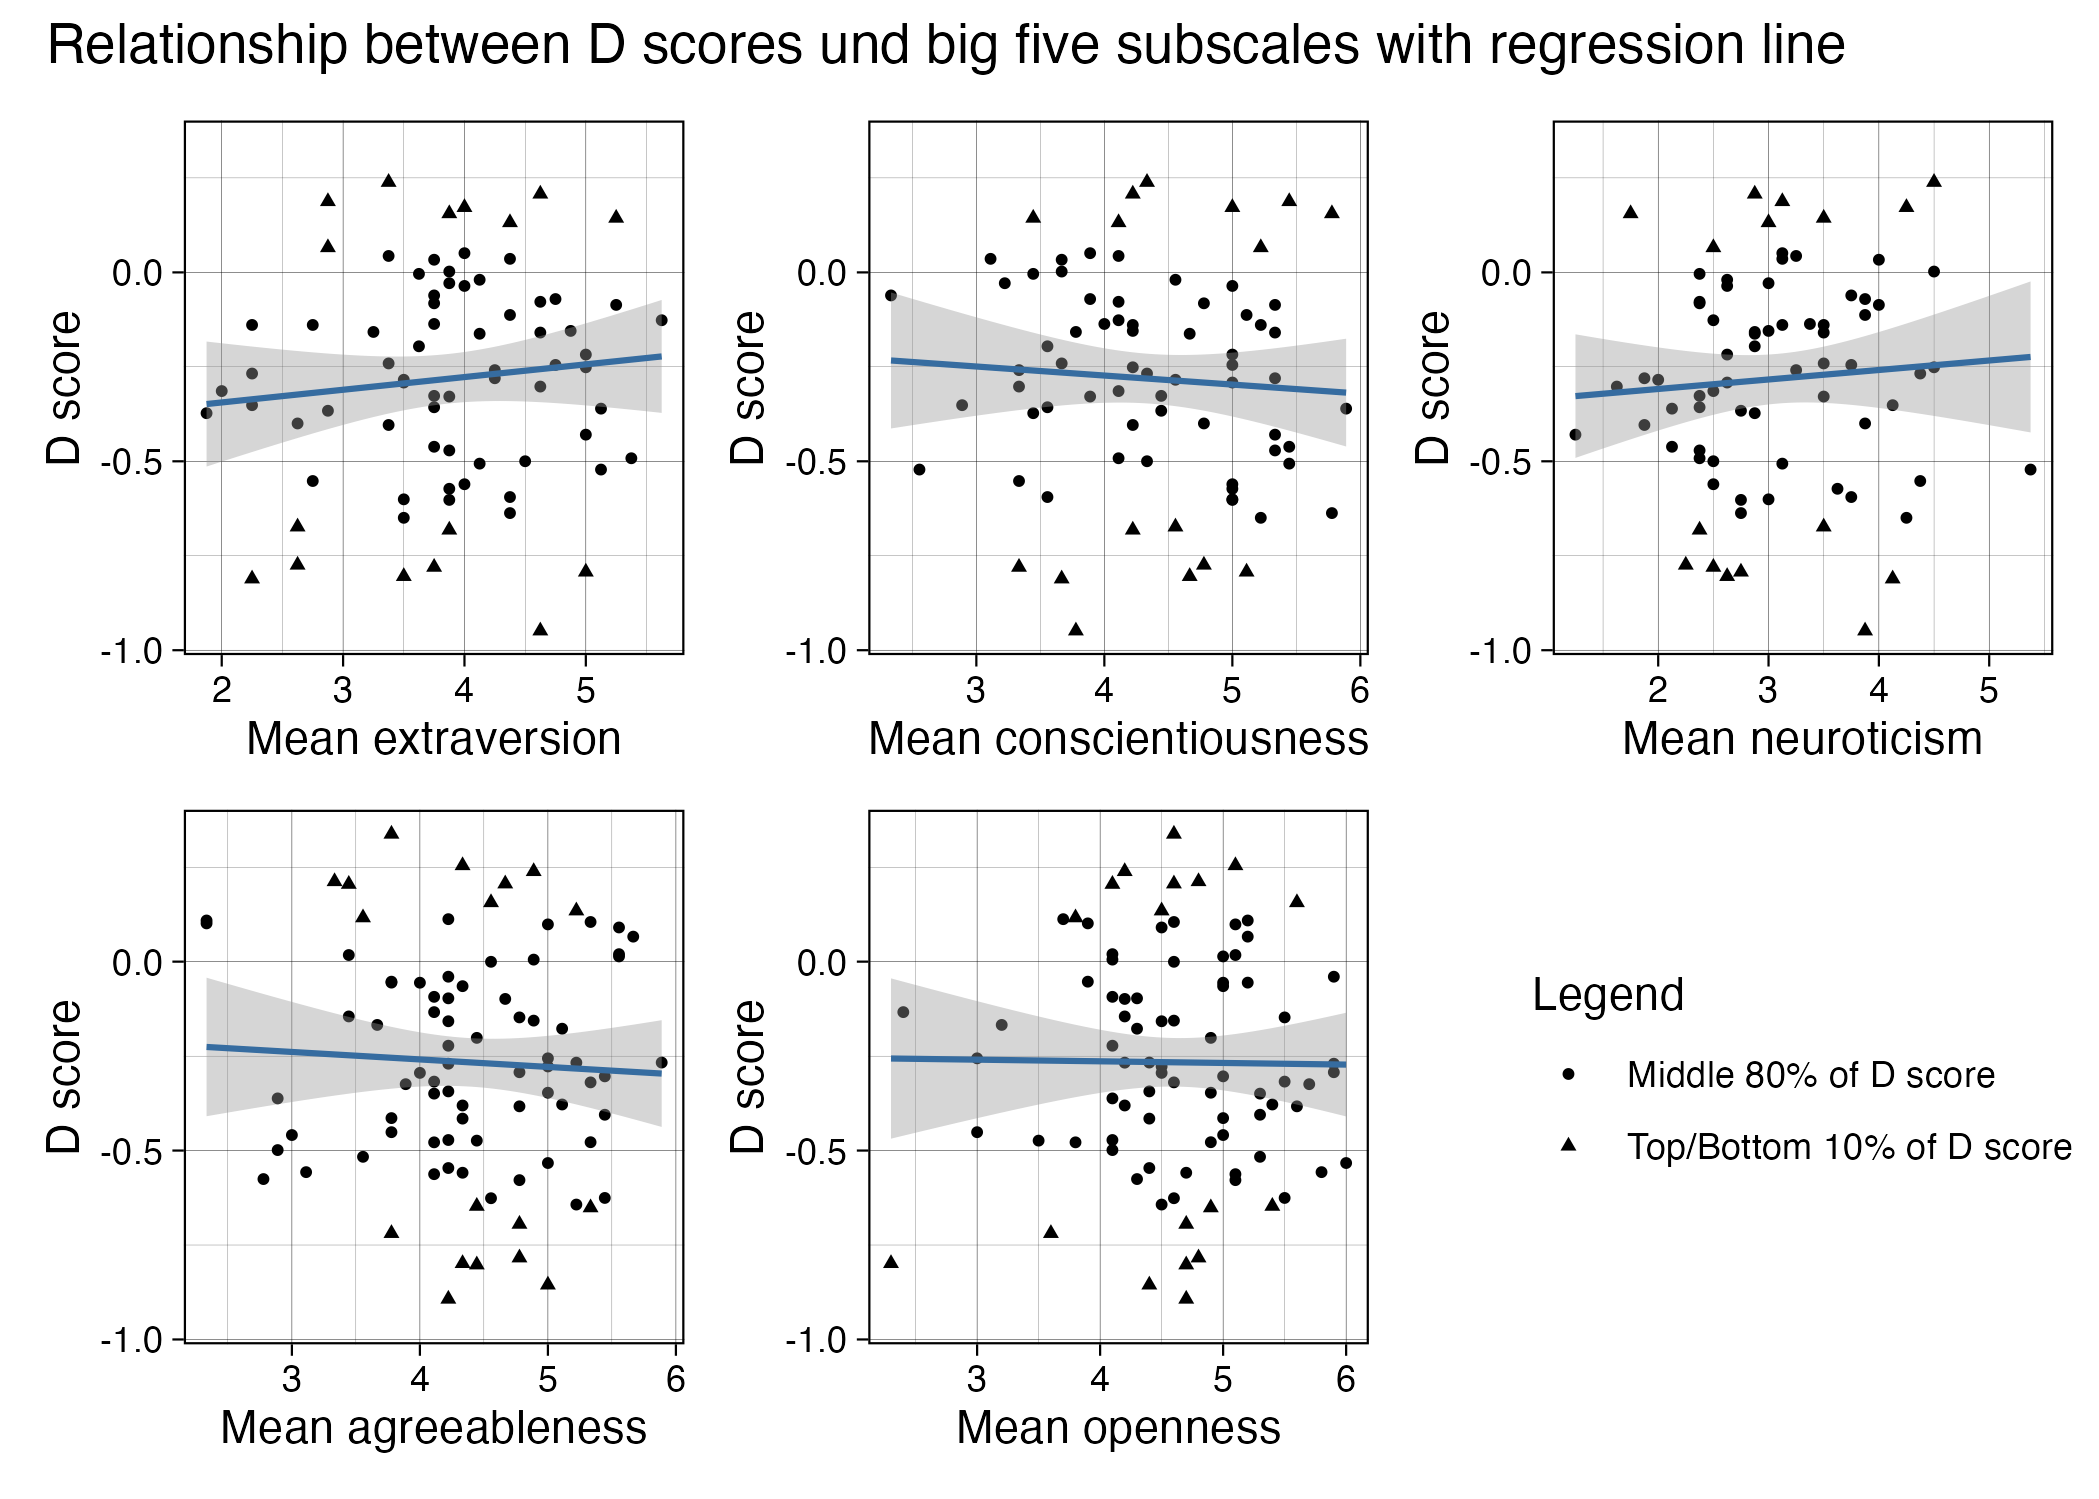 Relationship between D scores und big five subscales with regression line
D score
0.0
-0.5
-1.0
2 3 4 5
Mean extraversion
D score
0.0
-0.5
-1.0
3 4 5 6
Mean conscientiousness
D score
0.0
-0.5
-1.0
2 3 4 5
Mean neuroticism
D score
0.0
-0.5
-1.0
3 4 5 6
Mean agreeableness
D score
0.0
-0.5
-1.0
3 4 5 6
Mean openness
Legend
Middle 80% of D score
Top/Bottom 10% of D score